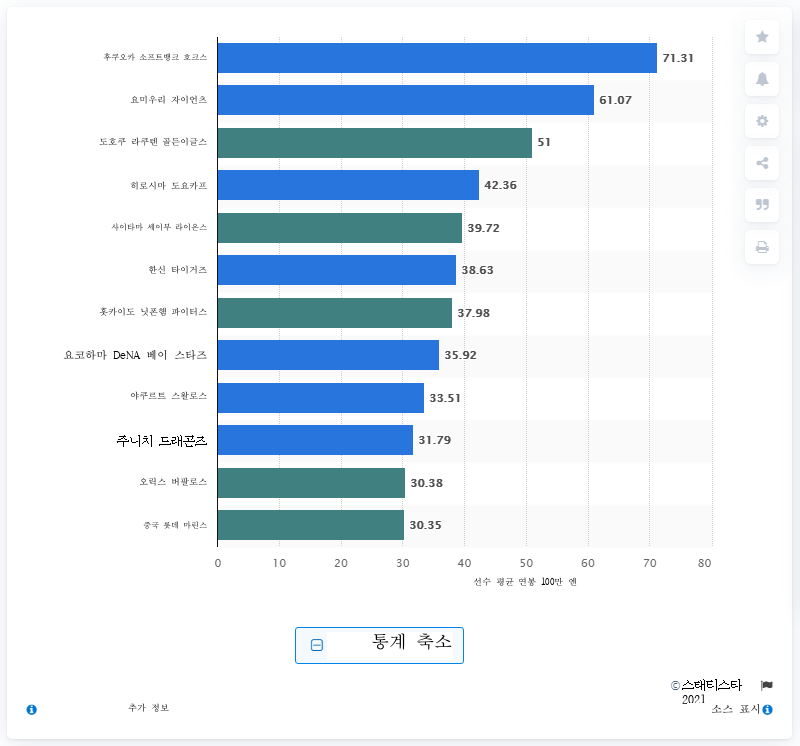 후쿠오카 소프트뱅크 호크스 71.31
요미우리 자이언츠 61.07
도호쿠 라쿠텐 골든이글스 51
히로시마 도요카프 42.36
사이타마 세이부 라이온스 39.72
한신 타이거즈 38.63
홋카이도 닛폰햄 파이터스 37.98
요코하마 DeNA 베이 스타즈 35.92
야쿠르트 스왈로스 33.51
주니치 드래곤즈 31.79
오릭스 버팔로스 30.38
중국 롯데 마린스 30.35
0 10 20 30 40 50 60 70 80
선수 평균 연봉 100만 엔
통계 축소
© 스태티스타
2021
추가 정보
소스 표시